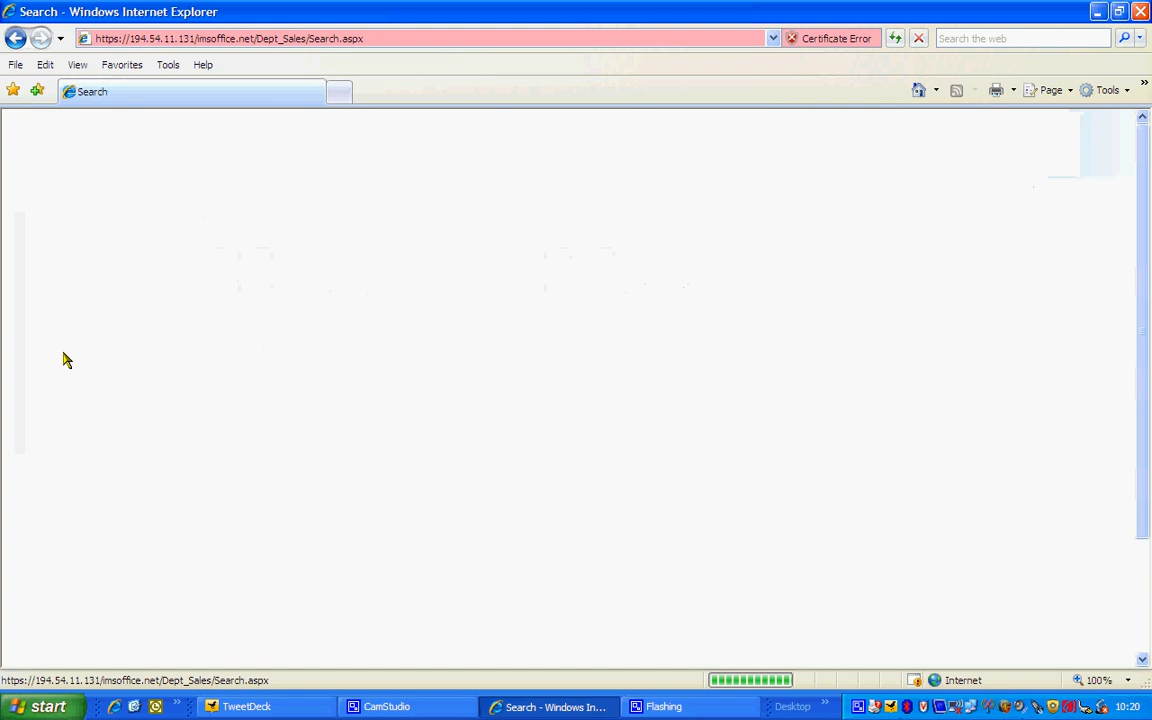 Search - Windows Internet Explorer
https://194.54.11.131/imsoffice.net/Dept_Sales/Search.aspx
Certificate Error
Search the web
File Edit View Favorites Tools Help
Search
Page
Tools
https://194.54.11.131/imsoffice.net/Dept_Sales/Search.aspx
Internet
100%
start
TweetDeck
CamStudio
Search - Windows In...
Flashing
Desktop
10:20